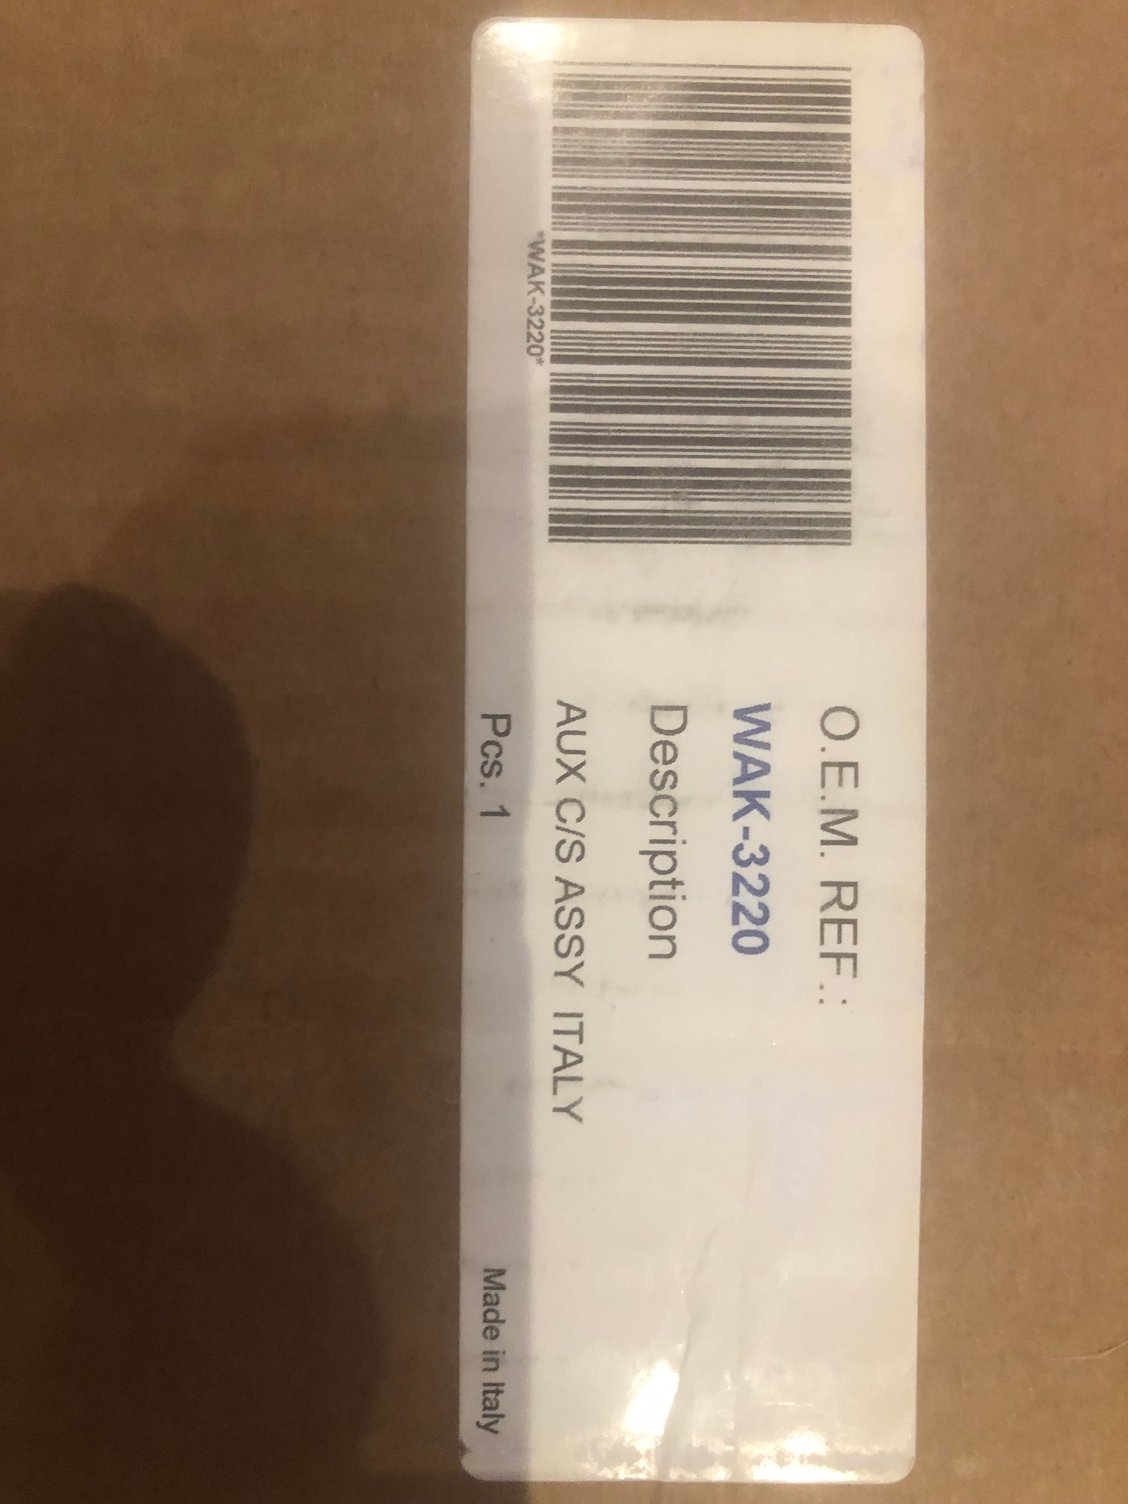 *WAK-3220*
O.E.M. REF.:
WAK-3220
Description
AUX C/S ASSY ITALY
Pcs. 1
Made in Italy